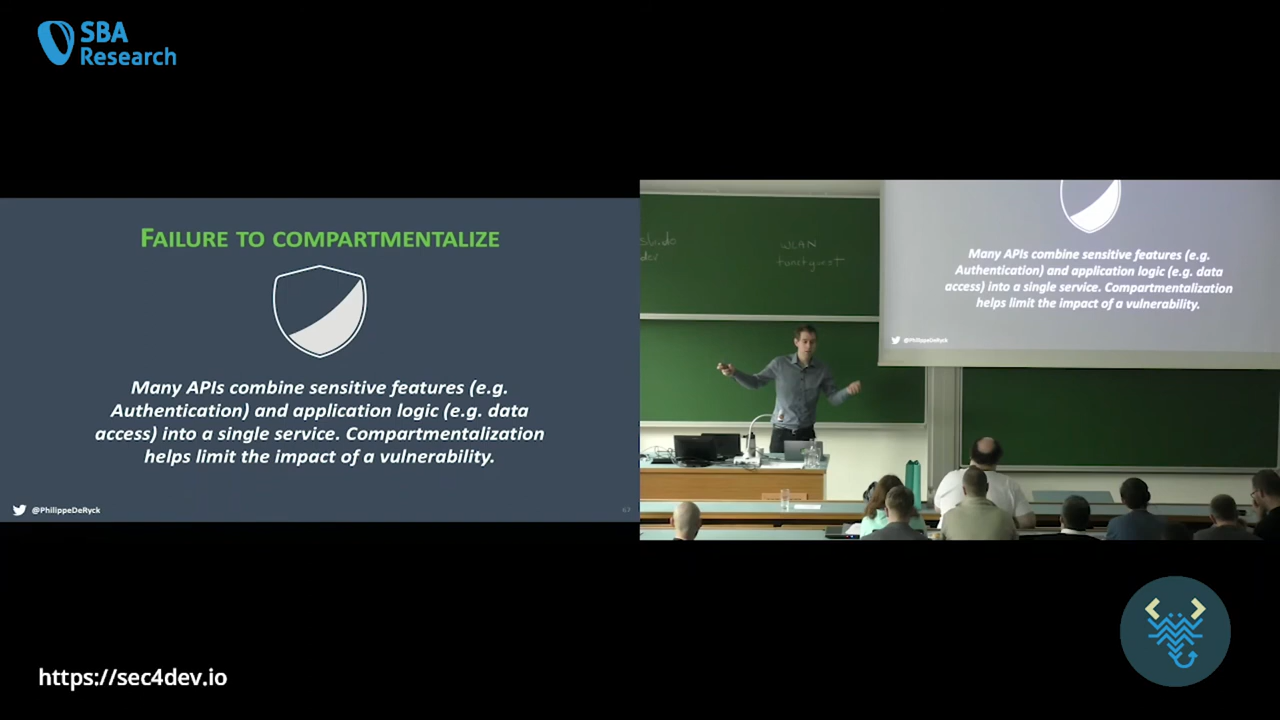 SBA
Research
FAILURE TO COMPARTMENTALIZE
Many APIs combine sensitive features (e.g.
Authentication) and application logic (e.g. data
access) into a single service. Compartmentalization
helps limit the impact of a vulnerability.
@PhilippeDeRyck
67
WLAN
Many APIs combine sensitive features (e.g.
Authentication) and application logic (e.g. data
access) into a single service. Compartmentalization
helps limit the impact of a vulnerability.
@PhilippeDeRyck
https://sec4dev.io